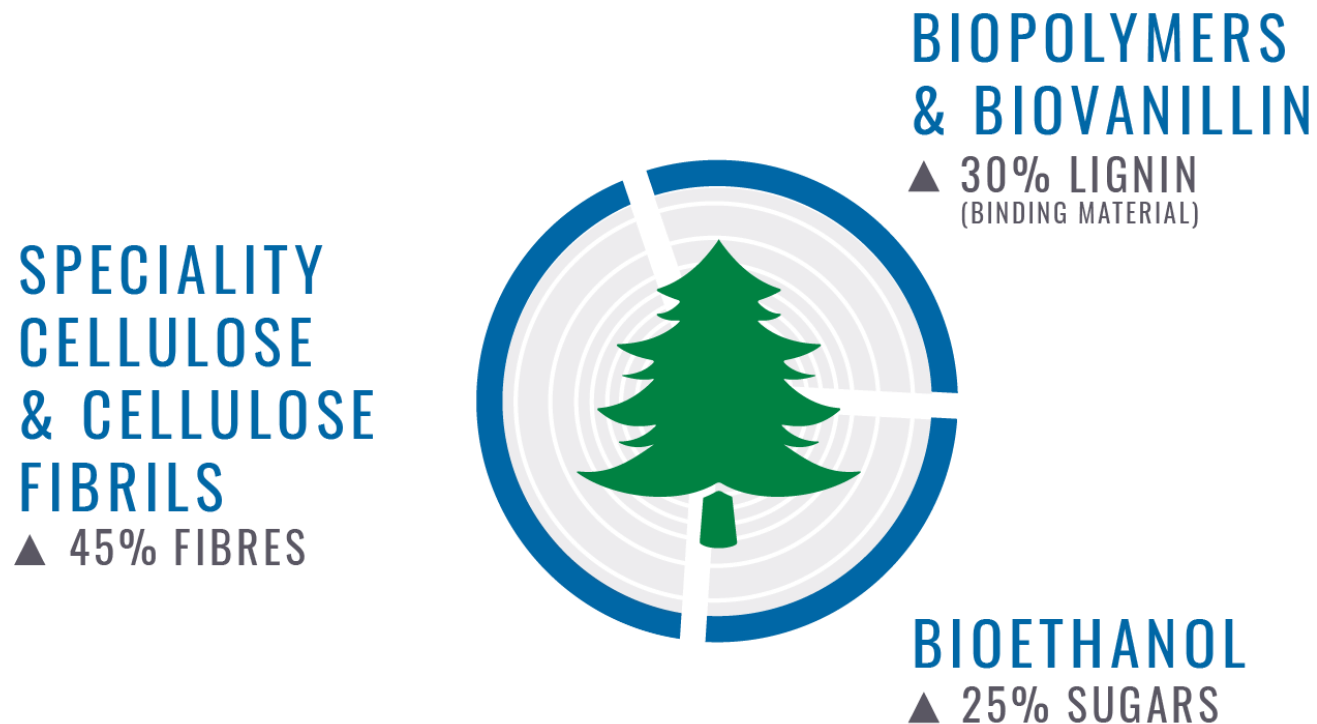 BIOPOLYMERS
& BIOVANILLIN
▲ 30% LIGNIN
(BINDING MATERIAL)
SPECIALITY
CELLULOSE
& CELLULOSE
FIBRILS
▲ 45% FIBRES
BIOETHANOL
▲ 25% SUGARS